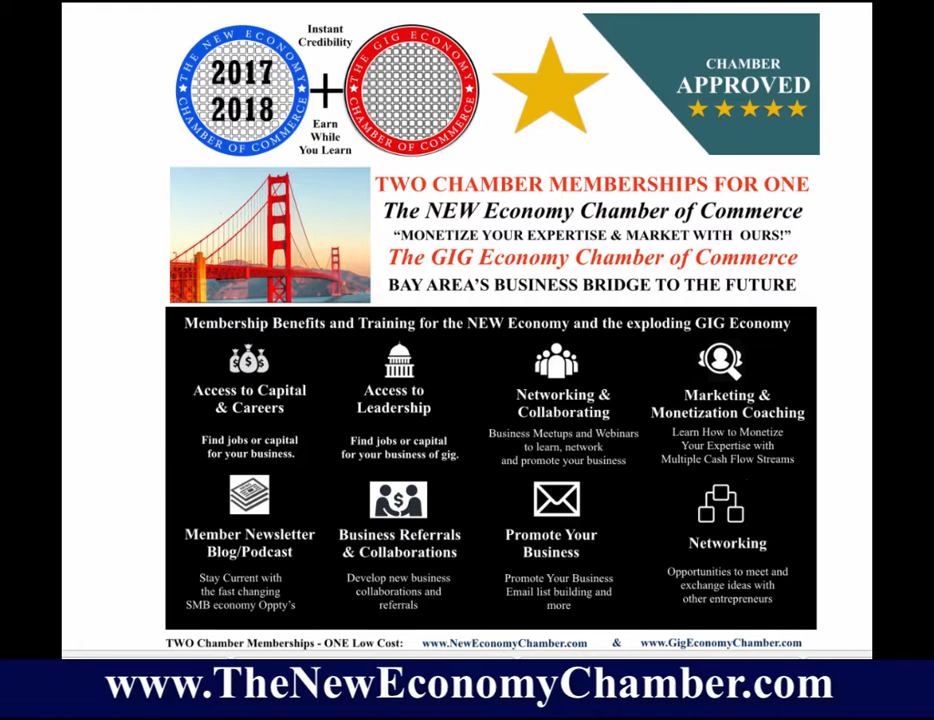 THE NEW ECONOMY
2017
2018
CHAMBER OF COMMERCE
Instant
Credibility
+
Earn
While
You Learn
THE GIG ECONOMY
CHAMBER OF COMMERCE
CHAMBER
APPROVED
TWO CHAMBER MEMBERSHIPS FOR ONE
The NEW Economy Chamber of Commerce
“MONETIZE YOUR EXPERTISE & MARKET WITH OURS!”
The GIG Economy Chamber of Commerce
BAY AREA'S BUSINESS BRIDGE TO THE FUTURE
Membership Benefits and Training for the NEW Economy and the exploding GIG Economy
Access to Capital
& Careers
Find jobs or capital
for your business.
Access to
Leadership
Find jobs or capital
for your business of gig.
Networking &
Collaborating
Business Meetups and Webinars
to learn, network
and promote your business
Marketing &
Monetization Coaching
Learn How to Monetize
Your Expertise with
Multiple Cash Flow Streams
Member Newsletter
Blog/Podcast
Stay Current with
the fast changing
SMB economy Oppty's
Business Referrals
& Collaborations
Develop new business
collaborations and
referrals
Promote Your
Business
Promote Your Business
Email list building and
more
Networking
Opportunities to meet and
exchange ideas with
other entrepreneurs
TWO Chamber Memberships - ONE Low Cost: www.NewEconomyChamber.com & www.GigEconomyChamber.com
www.TheNewEconomyChamber.com